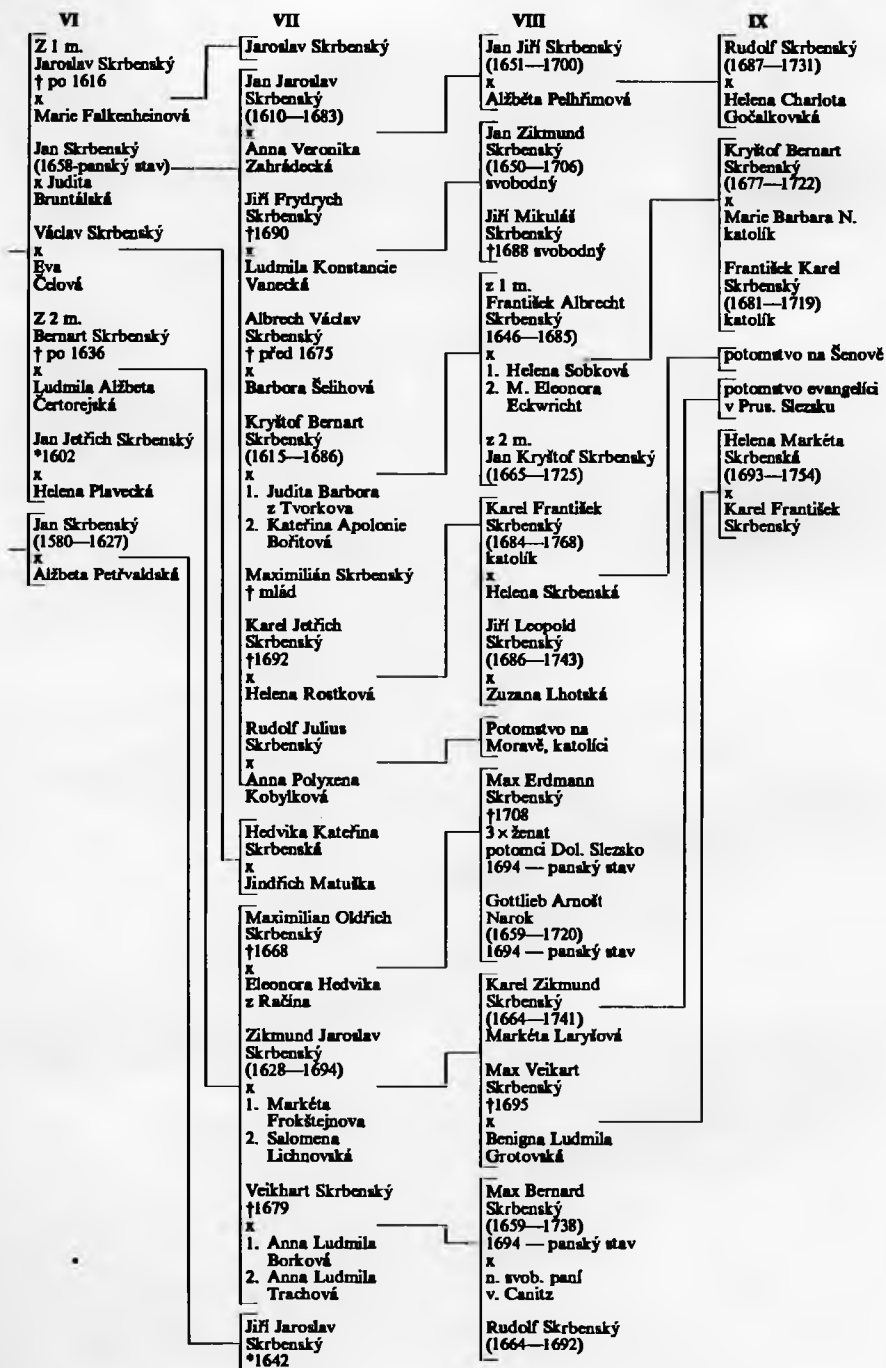 VI
Z 1 m.
Jaroslav Skrbenský
† po 1616
x
Marie Falkenheinová
Jan Skrbenský
(1658-panský stav)
x Judita
Bruntálská
Václav Skrbenský
x
Eva
Čelová
Z 2 m.
Bernart Skrbenský
† po 1636
x
Ludmila Alžbeta
Čertorejská
Jan Jetřich Skrbenský
*1602
x
Helena Plavecká
Jan Skrbenský
(1580—1627)
x
Alžbeta Petřvaldská
VII
Jaroslav Skrbenský
Jan Jaroslav
Skrbenský
(1610—1683)
x
Anna Veronika
Zahrádecká
Jiří Frydrych
Skrbenský
†1690
x
Ludmila Konstancie
Vanecká
Albrech Václav
Skrbenský
† před 1675
x
Barbora Šelihová
Kryštof Bernart
Skrbenský
(1615—1686)
x
1. Judita Barbora
z Tvorkova
2. Kateřina Apolonie
Bořitová
Maximilián Skrbenský
† mlád
Karel Jetřich
Skrbenský
†1692
x
Helena Rostková
Rudolf Julius
Skrbenský
x
Anna Polyxena
Kobylková
Hedvika Kateřina
Skrbenská
x
Jindřich Matuška
Maximilian Oldřich
Skrbenský
†1668
x
Eleonora Hedvika
z Račína
Zikmund Jaroslav
Skrbenský
(1628—1694)
x
1. Markéta
Frokštejnova
2. Salomena
Lichnovská
Veikhart Skrbenský
†1679
x
1. Anna Ludmila
Borková
2. Anna Ludmila
Trachová
Jiří Jaroslav
Skrbenský
*1642
VIII
Jan Jiří Skrbenský
(1651—1700)
x
Alžběta Pelhřimová
Jan Zikmund
Skrbenský
(1650—1706)
svobodný
Jiří Mikuláš
Skrbenský
†1688 svobodný
z 1 m.
František Albrecht
Skrbenský
1646—1685)
x
1. Helena Sobková
2. M. Eleonora
Eckwricht
z 2 m.
Jan Kryštof Skrbenský
(1665—1725)
Karel František
Skrbenský
(1684—1768)
katolík
x
Helena Skrbenská
Jiří Leopold
Skrbenský
(1686—1743)
x
Zuzana Lhotská
Potomstvo na
Moravě, katolíci
Max Erdmann
Skrbenský
†1708
3 × ženat
potomci Dol. Slezsko
1694 — panský stav
Gottlieb Arnošt
Narok
(1659—1720)
1694 — panský stav
Karel Zikmund
Skrbenský
(1664—1741)
Markéta Laryšová
Max Veikart
Skrbenský
†1695
x
Benigna Ludmila
Grotovská
Max Bernard
Skrbenský
(1659—1738)
1694 — panský stav
x
n. svob. paní
v. Canitz
Rudolf Skrbenský
(1664—1692)
IX
Rudolf Skrbenský
(1687—1731)
x
Helena Charlota
Gočalkovská
Kryštof Bernart
Skrbenský
(1677—1722)
x
Marie Barbara N.
katolík
František Karel
Skrbenský
(1681—1719)
katolík
potomstvo na Šenově
potomstvo evangelíci
v Prus. Slezsku
Helena Markéta
Skrbenská
(1693—1754)
x
Karel František
Skrbenský